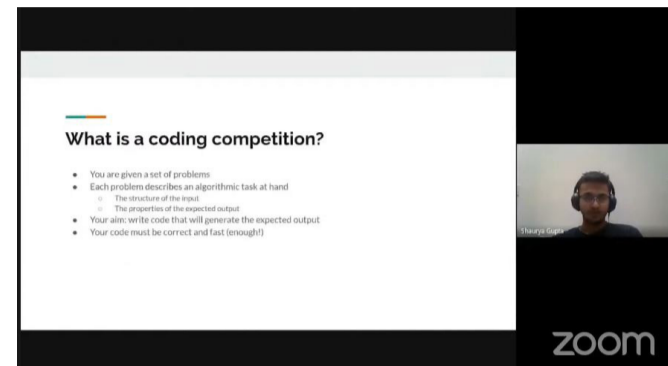 What is a coding competition?
You are given a set of problems
Each problem describes an algorithmic task at hand
The structure of the input
The properties of the expected output
Your aim: write code that will generate the expected output
Your code must be correct and fast (enough!)
Shaurya Gupta
zoom